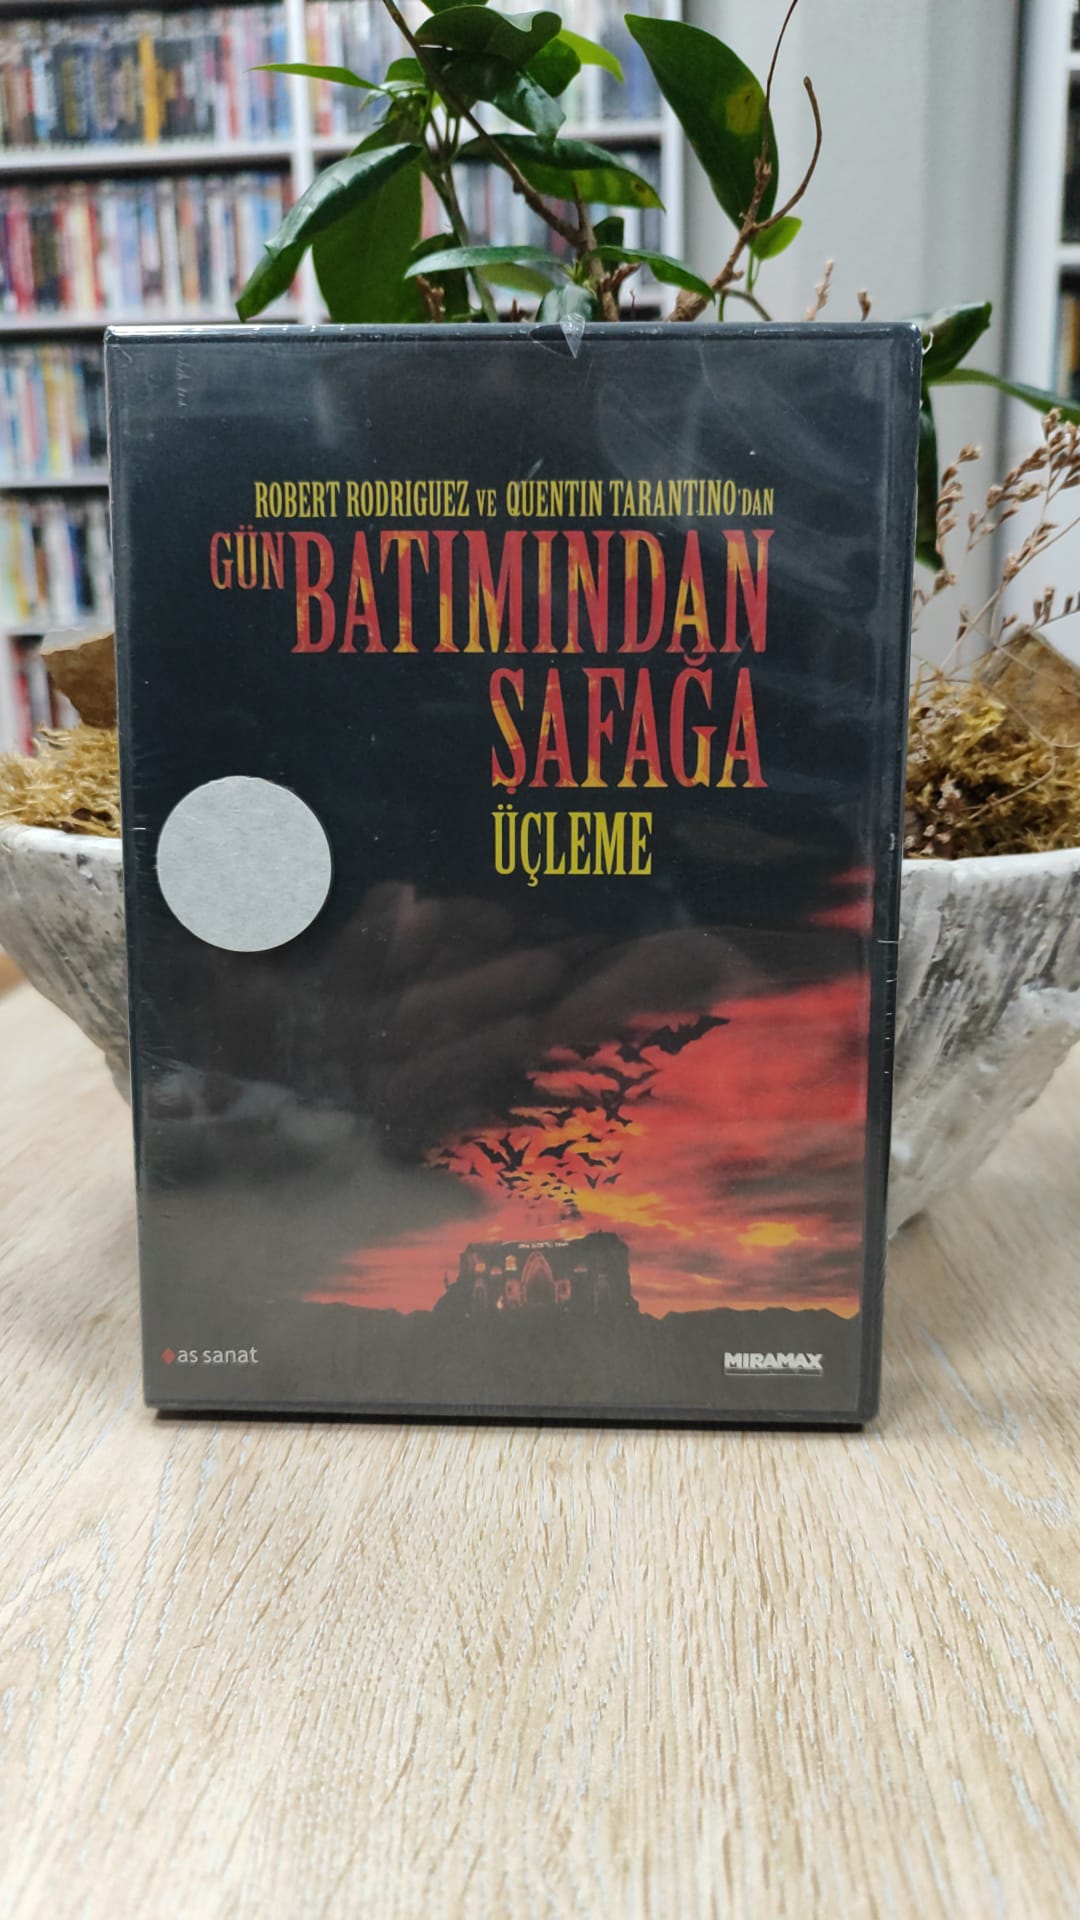 ROBERT RODRIGUEZ VE QUENTIN TARANTINO'DAN
GÜN BATIMINDAN
ŞAFAĞA
ÜÇLEME
as sanat
MIRAMAX